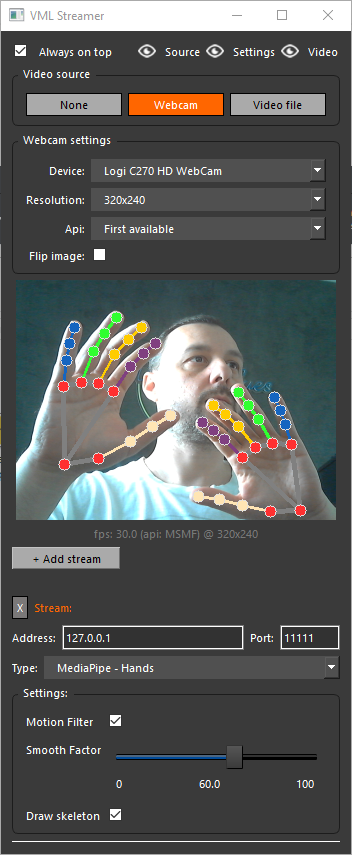 VML Streamer
Always on top Source Settings Video
Video source
None Webcam Video file
Webcam settings
Device: Logi C270 HD WebCam
Resolution: 320x240
Api: First available
Flip image:
fps: 30.0 (api: MSMF) @ 320x240
+ Add stream
X Stream:
Address: 127.0.0.1 Port: 11111
Type: MediaPipe - Hands
Settings:
Motion Filter
Smooth Factor
0 60.0 100
Draw skeleton